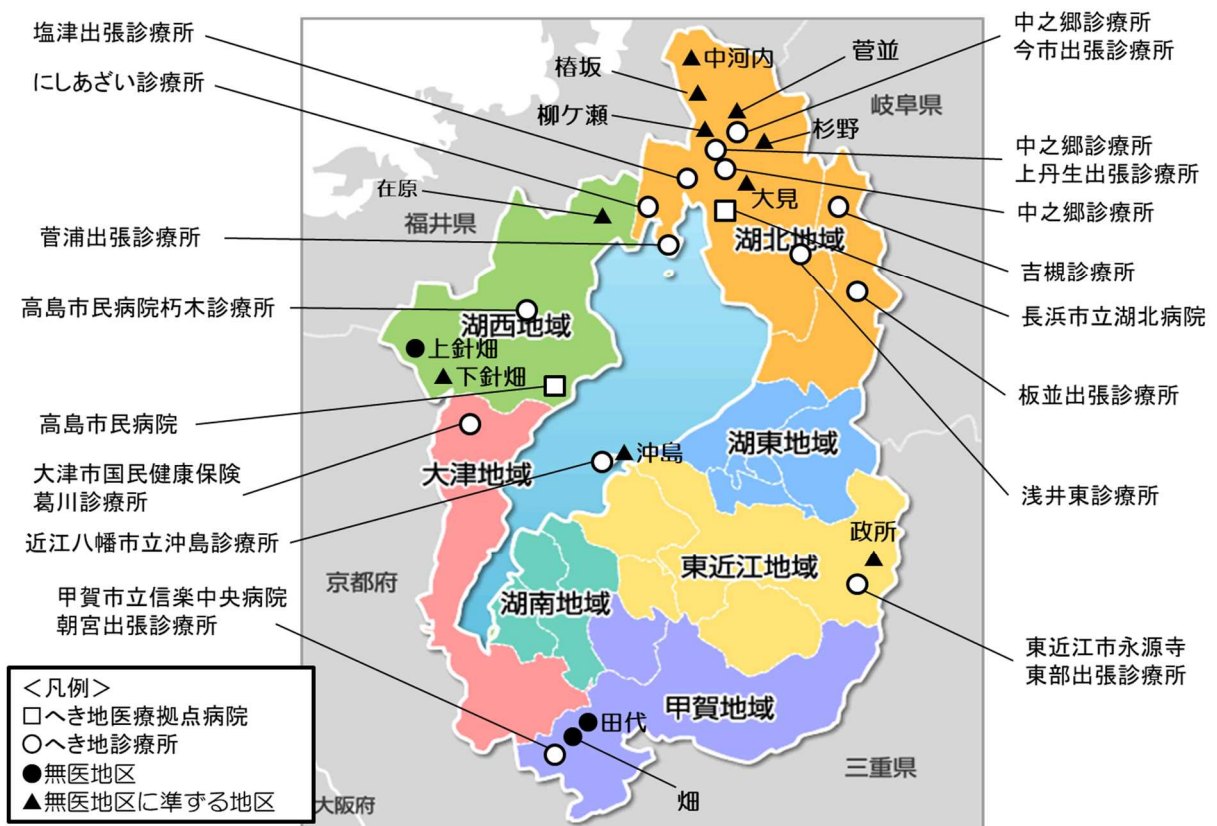 塩津出張診療所
にしあざい診療所
菅浦出張診療所
高島市民病院朽木診療所
高島市民病院
大津市国民健康保険
葛川診療所
近江八幡市立沖島診療所
甲賀市立信楽中央病院
朝宮出張診療所
中之郷診療所
今市出張診療所
中之郷診療所
上丹生出張診療所
中之郷診療所
吉槻診療所
長浜市立湖北病院
板並出張診療所
浅井東診療所
東近江市永源寺
東部出張診療所
▲中河内
菅並
椿坂
柳ケ瀬
杉野
大見
在原
湖北地域
湖西地域
●上針畑
▲下針畑
大津地域
▲沖島
湖東地域
政所
東近江地域
湖南地域
甲賀地域
●田代
畑
岐阜県
福井県
京都府
三重県
大阪府
<凡例>
□へき地医療拠点病院
○へき地診療所
●無医地区
▲無医地区に準ずる地区